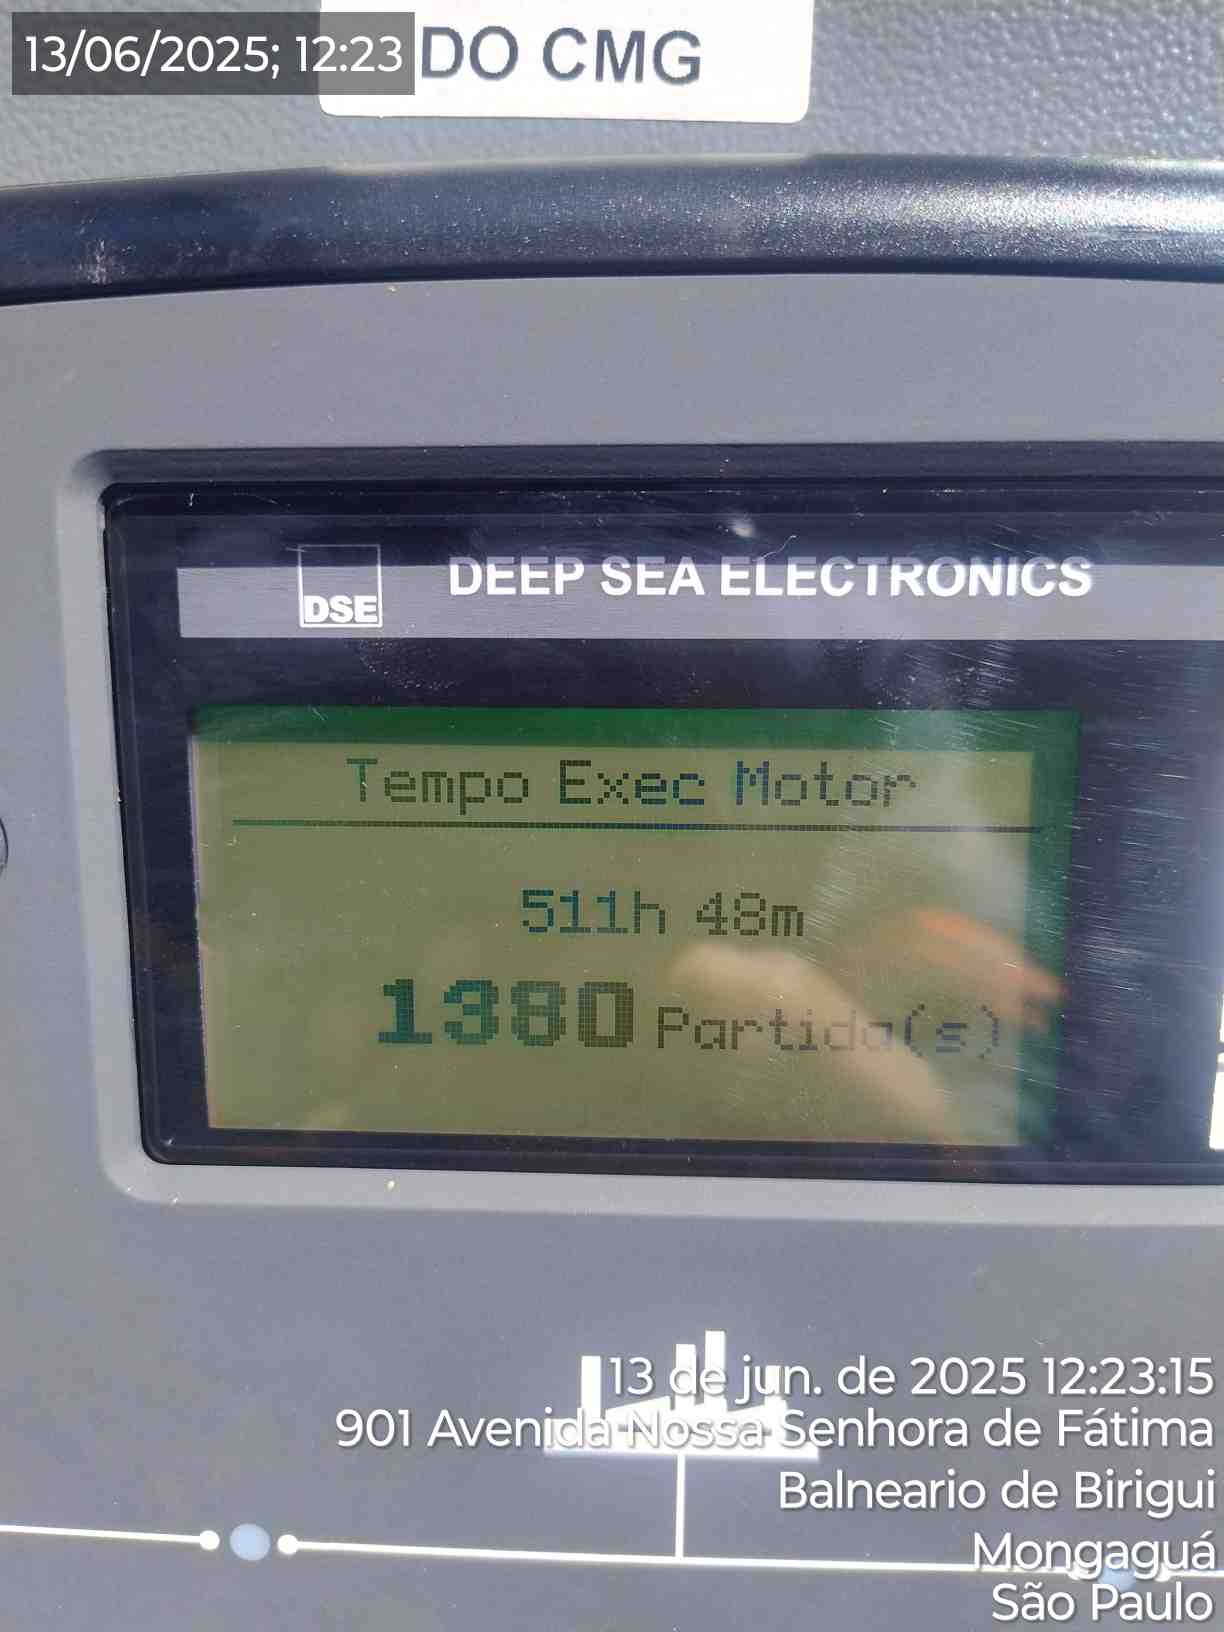 13/06/2025; 12:23
DO CMG
DSE
DEEP SEA ELECTRONICS
Tempo Exec Motor
511h 48m
1380 Partida(s)
13 de jun. de 2025 12:23:15
901 Avenida Nossa Senhora de Fátima
Balneario de Birigui
Mongaguá
São Paulo